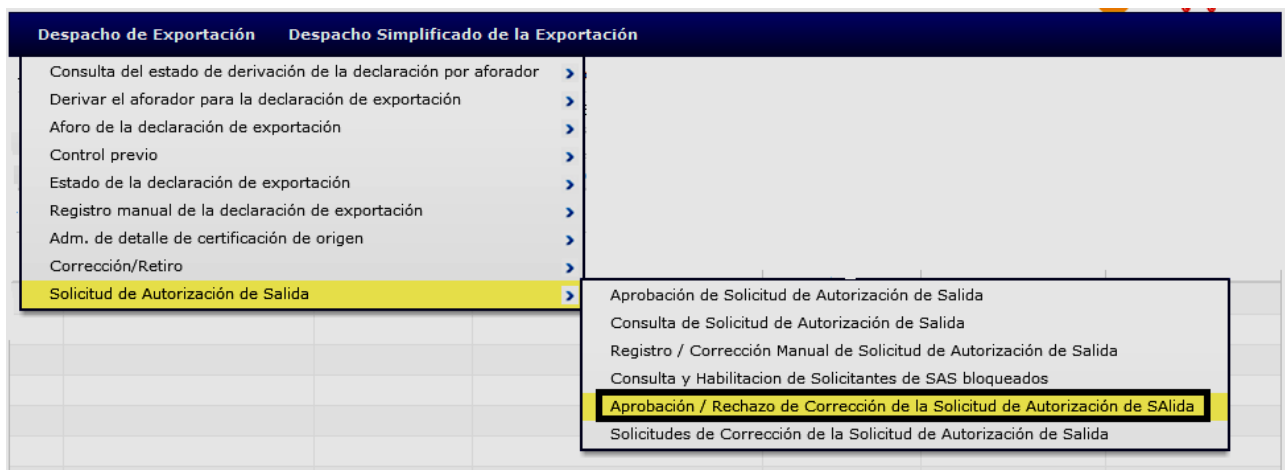 Despacho de Exportación Despacho Simplificado de la Exportación
Consulta del estado de derivación de la declaración por aforador
Derivar el aforador para la declaración de exportación
Aforo de la declaración de exportación
Control previo
Estado de la declaración de exportación
Registro manual de la declaración de exportación
Adm. de detalle de certificación de origen
Corrección/Retiro
Solicitud de Autorización de Salida
Aprobación de Solicitud de Autorización de Salida
Consulta de Solicitud de Autorización de Salida
Registro / Corrección Manual de Solicitud de Autorización de Salida
Consulta y Habilitacion de Solicitantes de SAS bloqueados
Aprobación / Rechazo de Corrección de la Solicitud de Autorización de SAlida
Solicitudes de Corrección de la Solicitud de Autorización de Salida